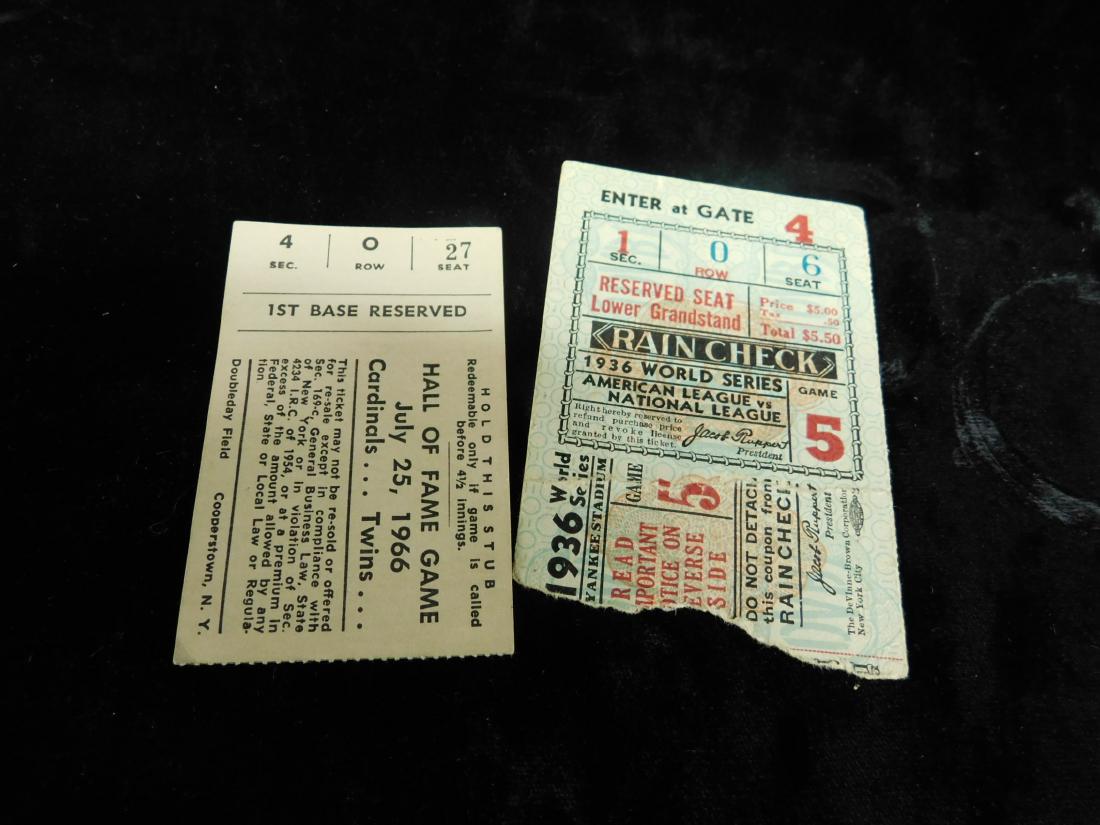 4 O 27
SEC. ROW SEAT
1ST BASE RESERVED
HOLD THIS STUB
Redeemable only if game is called
before 4½ innings.
HALL OF FAME GAME
July 25, 1966
Cardinals . . . Twins . . .
This ticket may not be re-sold or offered
for re-sale except in compliance with
Sec. 169-c, General Business Law, State
of New York or in violation of Sec.
4234 I.R.C. of 1954, or at a premium in
excess of the amount allowed by any
Federal, State or Local Law or Regula-
tion
Doubleday Field Cooperstown, N. Y.
ENTER at GATE 4
1 0 6
SEC. ROW SEAT
RESERVED SEAT
Lower Grandstand
Price $5.00
Tax .50
Total $5.50
RAIN CHECK
1936 WORLD SERIES
AMERICAN LEAGUE vs
NATIONAL LEAGUE
GAME
5
Right hereby reserved to
refund purchase price
and revoke license
granted by this ticket.
Jacob Ruppert
President
1936 World Series
YANKEE STADIUM
GAME 5
READ
IMPORTANT
NOTICE ON
REVERSE
SIDE
DO NOT DETACH
this coupon from
RAINCHECK
Jacob Ruppert
President
The DeVinne-Brown Corporation
New York City